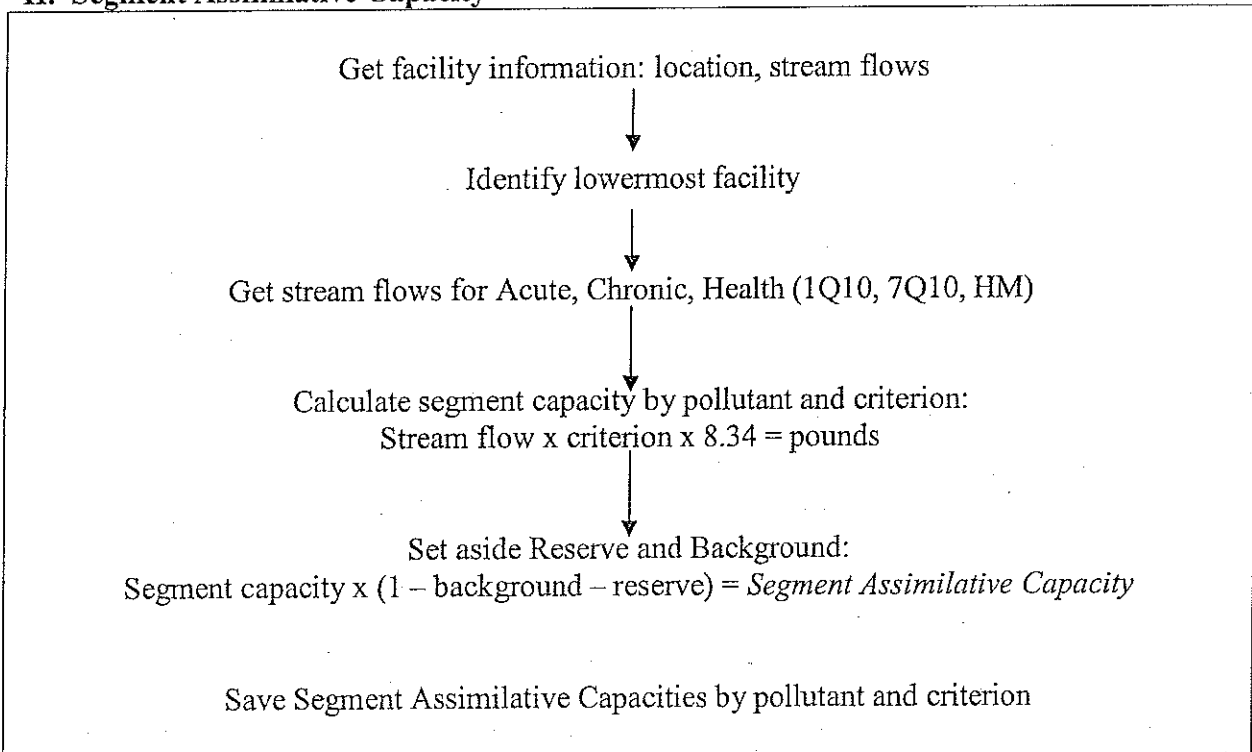 II. Segment Assimilative Capacity
Get facility information: location, stream flows
Identify lowermost facility
Get stream flows for Acute, Chronic, Health (1Q10, 7Q10, HM)
Calculate segment capacity by pollutant and criterion:
Stream flow x criterion x 8.34 = pounds
Set aside Reserve and Background:
Segment capacity x (1 – background – reserve) = Segment Assimilative Capacity
Save Segment Assimilative Capacities by pollutant and criterion